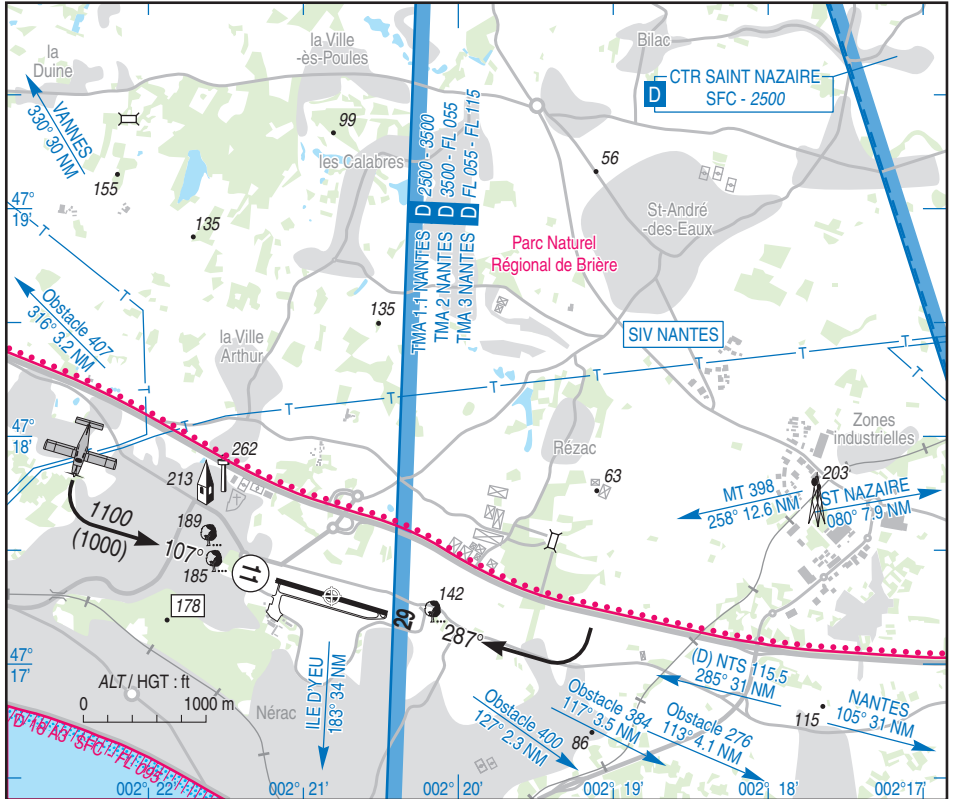 la
Duine
la Ville
-ès-Poules
Bilac
CTR SAINT NAZAIRE
D
SFC - 2500
VANNES
330° 30 NM
99
les Calabres
155
135
56
47°
19'
St-André
-des-Eaux
TMA 1.1 NANTES D 2500 - 3500
TMA 2 NANTES D 3500 - FL 055
TMA 3 NANTES D FL 055 - FL 115
Parc Naturel
Régional de Brière
T
T
Obstacle 407
316° 3.2 NM
135
la Ville
Arthur
SIV NANTES
T
T
T
T
T
T
T
T
47°
18'
262
213
Rézac
63
Zones
industrielles
203
MT 398
258° 12.6 NM
ST NAZAIRE
080° 7.9 NM
1100
(1000)
189
107°
185
11
178
142
29
287°
47°
17'
ALT / HGT : ft
0
1000 m
Nérac
ILE D'YEU
183° 34 NM
(D) NTS 115.5
285° 31 NM
NANTES
105° 31 NM
Obstacle 400
127° 2.3 NM
Obstacle 384
117° 3.5 NM
Obstacle 276
113° 4.1 NM
86
115
D 18 A3 SFC - FL 095
002° 22'
002° 21'
002° 20'
002° 19'
002° 18'
002° 17'